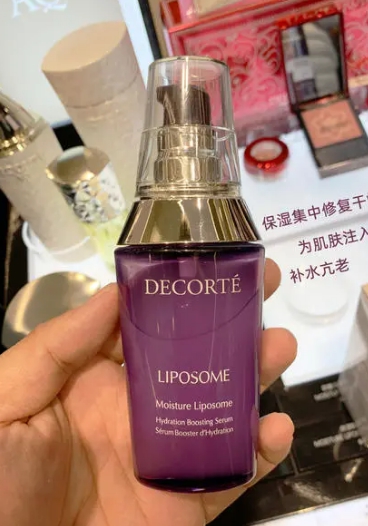 保湿集中修复干
为肌肤注入
补水亢老
DECORTÉ
LIPOSOME
Moisture Liposome
Hydration Boosting Serum
Sérum Booster d'Hydration